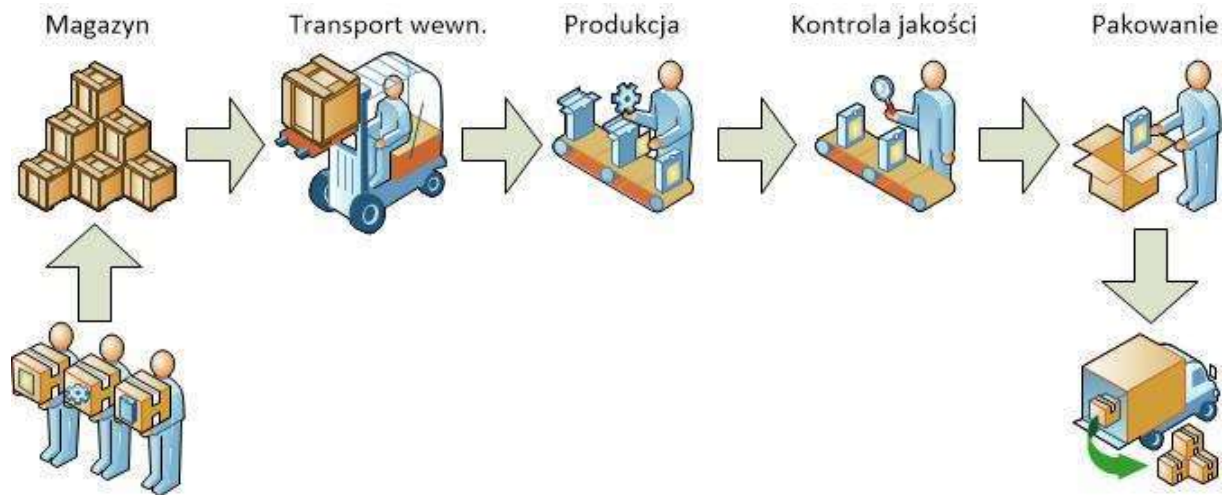 Magazyn
Transport wewn.
Produkcja
Kontrola jakości
Pakowanie